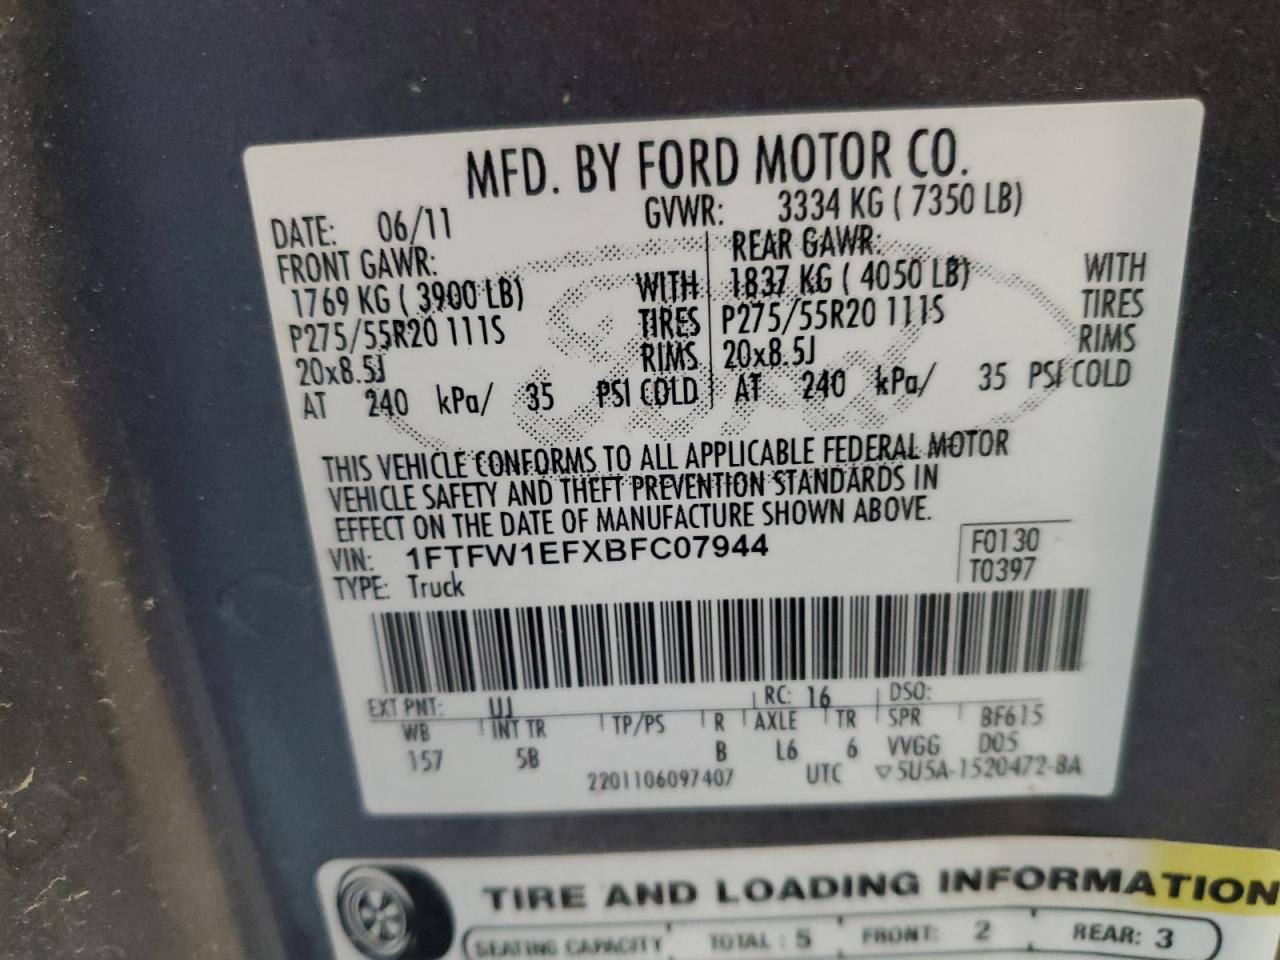 MFD. BY FORD MOTOR CO.
DATE: 06/11 GVWR: 3334 KG ( 7350 LB)
FRONT GAWR: REAR GAWR:
1769 KG ( 3900 LB) WITH 1837 KG ( 4050 LB) WITH
P275/55R20 111S TIRES P275/55R20 111S TIRES
20x8.5J RIMS 20x8.5J RIMS
AT 240 kPa/ 35 PSI COLD AT 240 kPa/ 35 PSI COLD
THIS VEHICLE CONFORMS TO ALL APPLICABLE FEDERAL MOTOR
VEHICLE SAFETY AND THEFT PREVENTION STANDARDS IN
EFFECT ON THE DATE OF MANUFACTURE SHOWN ABOVE.
VIN: 1FTFW1EFXBFC07944 F0130
TYPE: Truck T0397
EXT PNT: UJ RC: 16 DSO:
WB INT TR TP/PS R AXLE TR SPR BF615
157 5B B L6 6 VVGG D05
2201106097407 UTC ▽5U5A-1520472-BA
TIRE AND LOADING INFORMATION
SEATING CAPACITY TOTAL : 5 FRONT: 2 REAR: 3